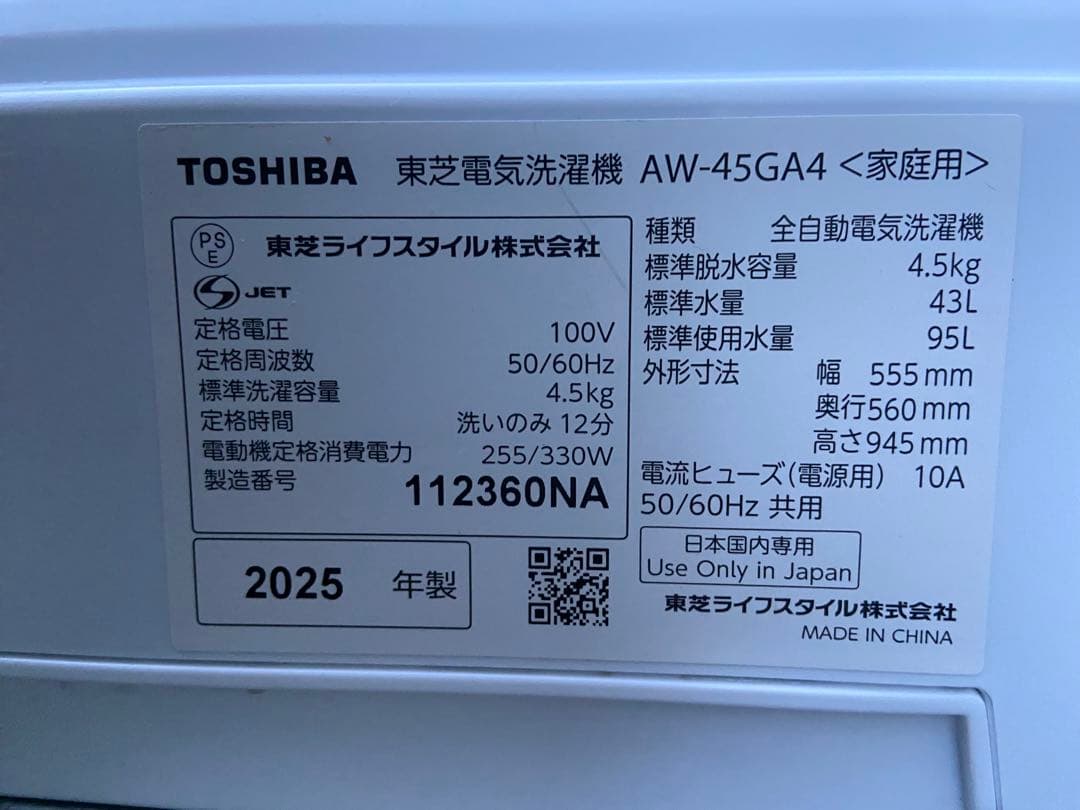 TOSHIBA 東芝電気洗濯機 AW-45GA4 <家庭用>
PS
E
東芝ライフスタイル株式会社
S JET
定格電圧 100V
定格周波数 50/60Hz
標準洗濯容量 4.5kg
定格時間 洗いのみ 12分
電動機定格消費電力 255/330W
製造番号 112360NA
2025 年製
種類 全自動電気洗濯機
標準脱水容量 4.5kg
標準水量 43L
標準使用水量 95L
外形寸法 幅 555mm
奥行560mm
高さ945mm
電流ヒューズ(電源用) 10A
50/60Hz 共用
日本国内専用
Use Only in Japan
東芝ライフスタイル株式会社
MADE IN CHINA